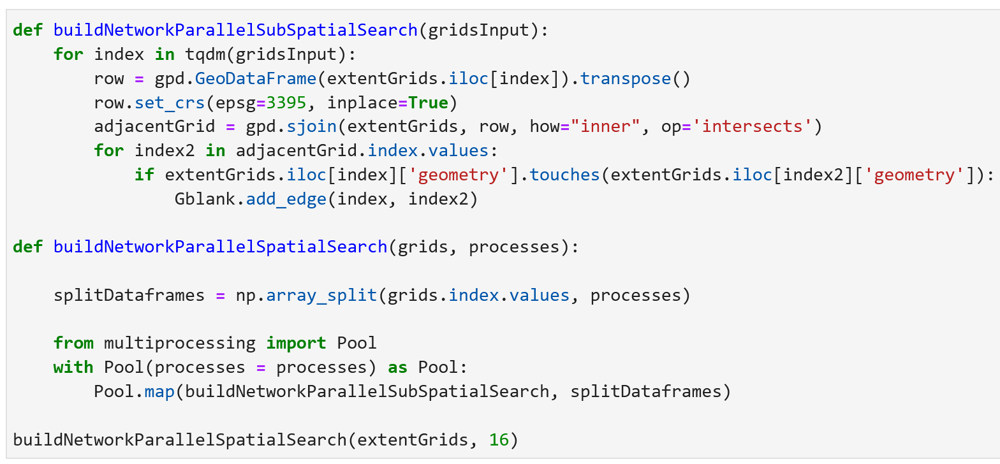 def buildNetworkParallelSubSpatialSearch(gridsInput):
    for index in tqdm(gridsInput):
        row = gpd.GeoDataFrame(extentGrids.iloc[index]).transpose()
        row.set_crs(epsg=3395, inplace=True)
        adjacentGrid = gpd.sjoin(extentGrids, row, how="inner", op='intersects')
        for index2 in adjacentGrid.index.values:
            if extentGrids.iloc[index]['geometry'].touches(extentGrids.iloc[index2]['geometry']):
                Gblank.add_edge(index, index2)

def buildNetworkParallelSpatialSearch(grids, processes):

    splitDataframes = np.array_split(grids.index.values, processes)

    from multiprocessing import Pool
    with Pool(processes = processes) as Pool:
        Pool.map(buildNetworkParallelSubSpatialSearch, splitDataframes)

buildNetworkParallelSpatialSearch(extentGrids, 16)